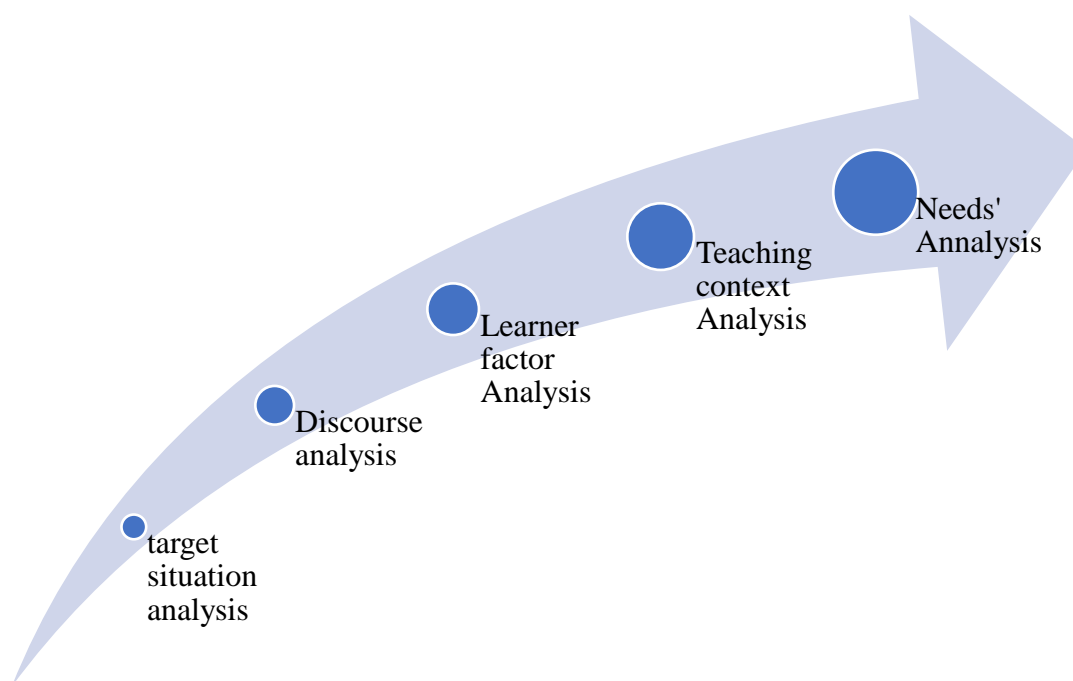 target
situation
analysis
Discourse
analysis
Learner
factor
Analysis
Teaching
context
Analysis
Needs'
Annalysis